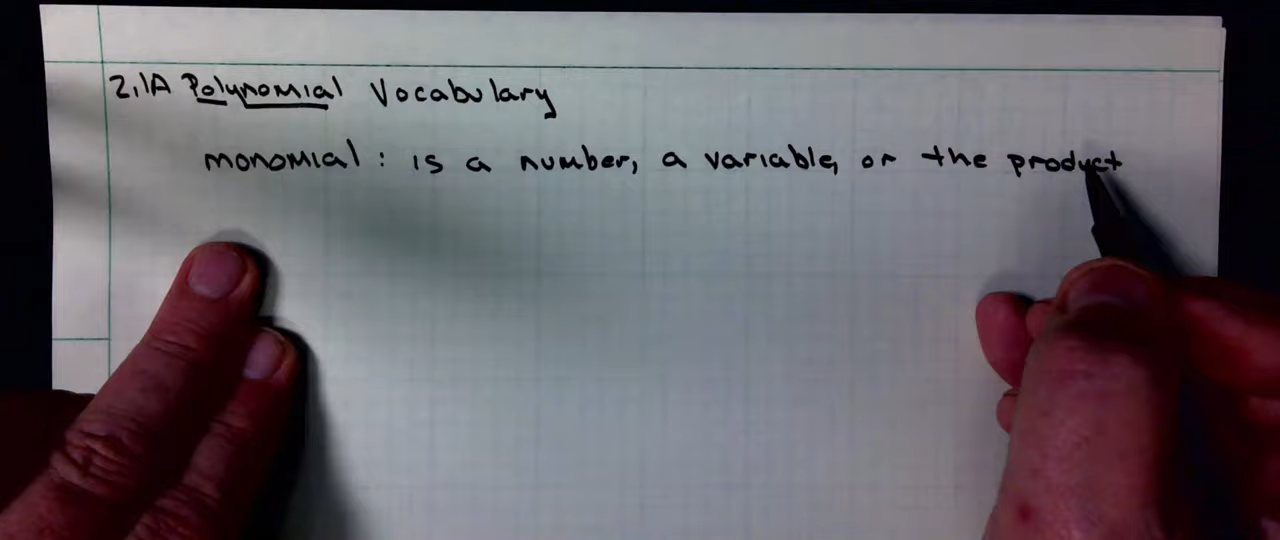 2.1A Polynomial Vocabulary
monomial : is a number, a variable, or the product